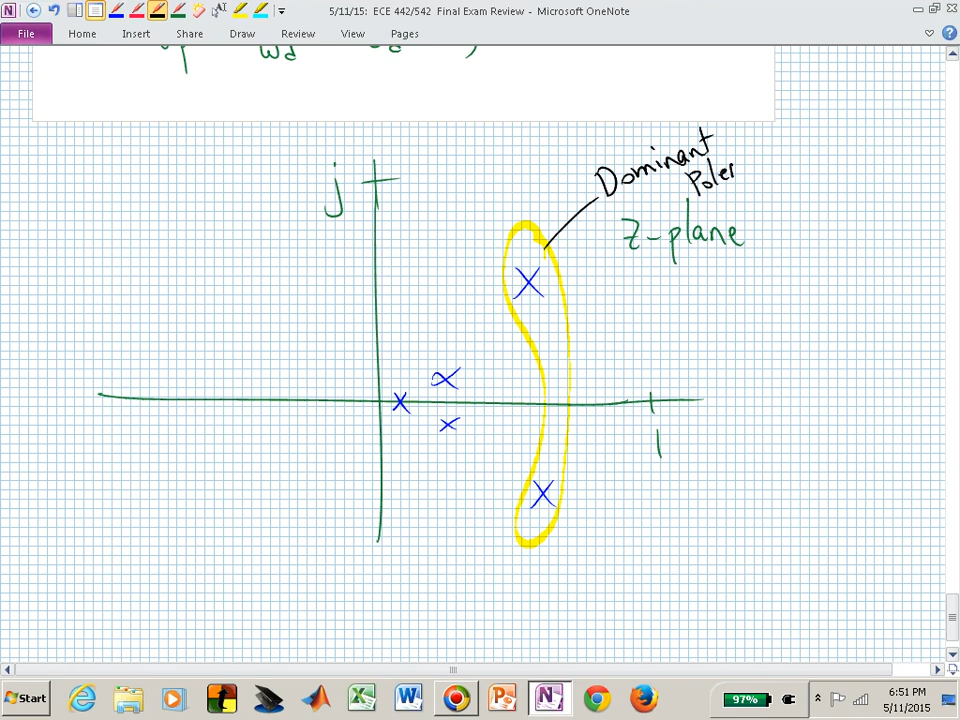 5/11/15: ECE 442/542 Final Exam Review - Microsoft OneNote
File Home Insert Share Draw Review View Pages
Dominant
Poles
j
z-plane
1
Start
97%
6:51 PM
5/11/2015